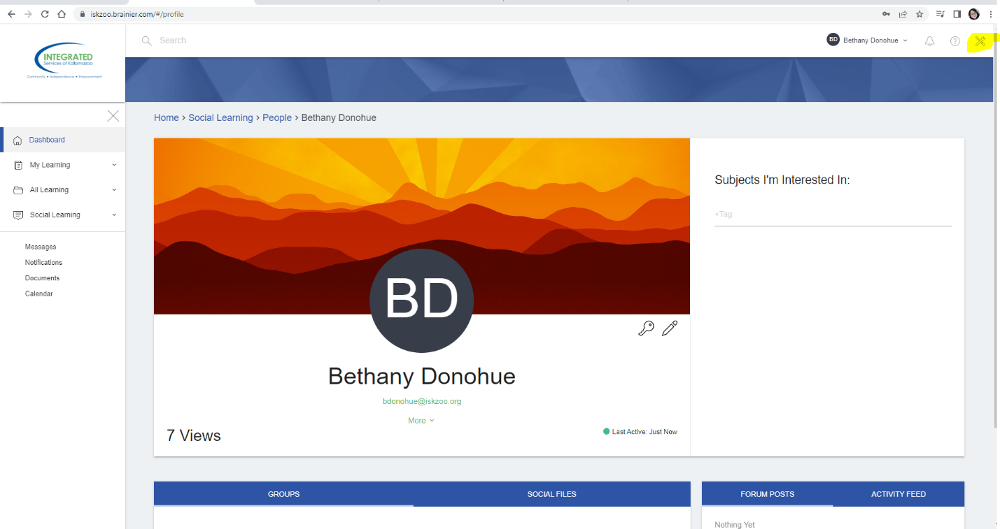 iskzoo.brainier.com/#/profile
INTEGRATED
Services of Kalamazoo
Community • Independence • Empowerment
Search
BD Bethany Donohue
Home > Social Learning > People > Bethany Donohue
Dashboard
My Learning
All Learning
Social Learning
Messages
Notifications
Documents
Calendar
BD
Bethany Donohue
bdonohue@iskzoo.org
More
7 Views
Last Active: Just Now
Subjects I'm Interested In:
+Tag
GROUPS
SOCIAL FILES
FORUM POSTS
ACTIVITY FEED
Nothing Yet